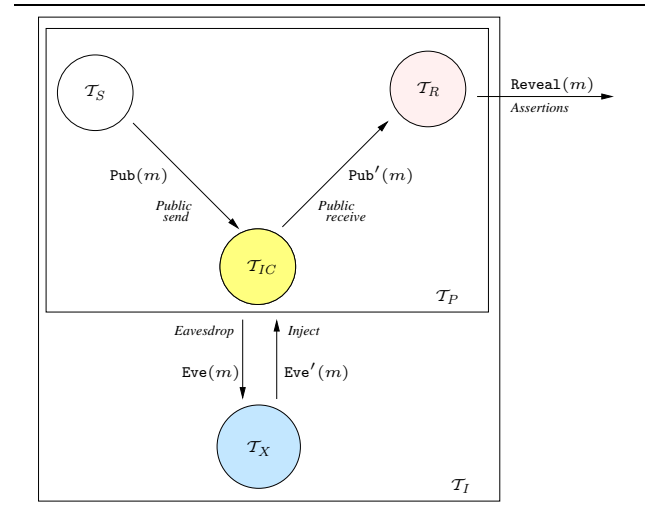 𝒯_S
𝒯_R
Reveal(m)
Assertions
Pub(m)
Public
send
Pub′(m)
Public
receive
𝒯_IC
𝒯_P
Eavesdrop
Inject
Eve(m)
Eve′(m)
𝒯_X
𝒯_I